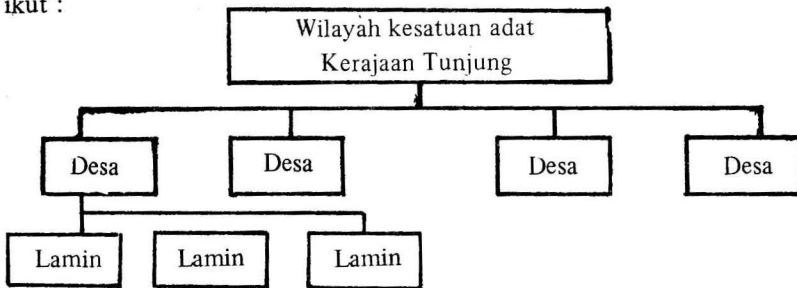 ikut :
Wilayah kesatuan adat
Kerajaan Tunjung
Desa Desa Desa Desa
Lamin Lamin Lamin